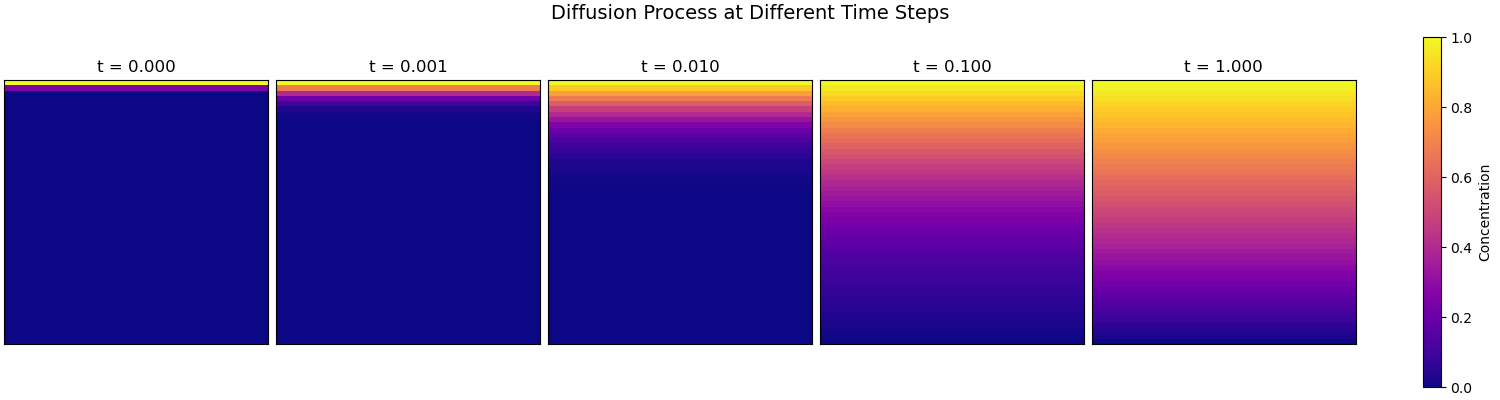 Diffusion Process at Different Time Steps
t = 0.000
t = 0.001
t = 0.010
t = 0.100
t = 1.000
1.0
0.8
0.6
0.4
0.2
0.0
Concentration